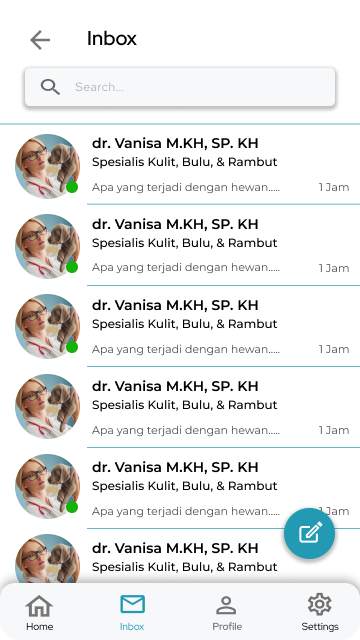 Inbox
Search...
dr. Vanisa M.KH, SP. KH
Spesialis Kulit, Bulu, & Rambut
Apa yang terjadi dengan hewan..... 1 Jam
dr. Vanisa M.KH, SP. KH
Spesialis Kulit, Bulu, & Rambut
Apa yang terjadi dengan hewan..... 1 Jam
dr. Vanisa M.KH, SP. KH
Spesialis Kulit, Bulu, & Rambut
Apa yang terjadi dengan hewan..... 1 Jam
dr. Vanisa M.KH, SP. KH
Spesialis Kulit, Bulu, & Rambut
Apa yang terjadi dengan hewan..... 1 Jam
dr. Vanisa M.KH, SP. KH
Spesialis Kulit, Bulu, & Rambut
Apa yang terjadi dengan hewan..... 1 Jam
dr. Vanisa M.KH, SP. KH
Spesialis Kulit, Bulu, & Rambut
Home Inbox Profile Settings